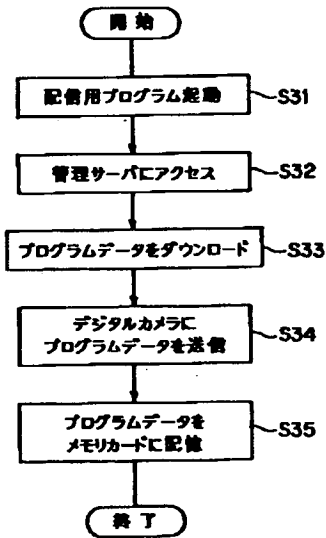 開始
配信用プログラム起動
S31
管理サーバにアクセス
S32
プログラムデータをダウンロード
S33
デジタルカメラに
プログラムデータを送信
S34
プログラムデータを
メモリカードに記憶
S35
終了